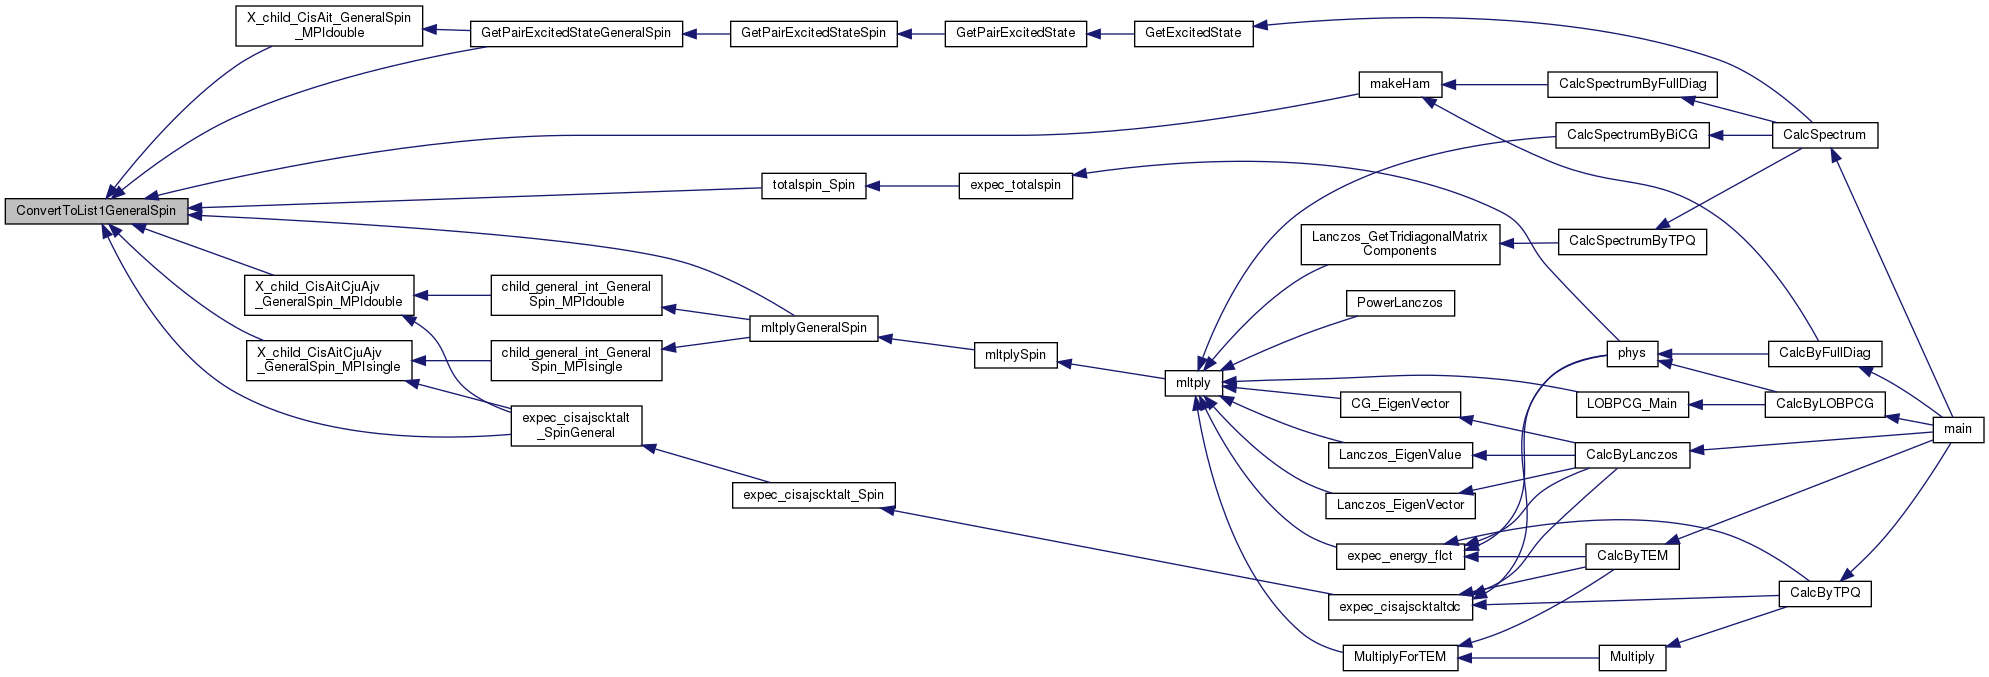 X_child_CisAit_GeneralSpin
_MPIdouble
GetPairExcitedStateGeneralSpin
GetPairExcitedStateSpin
GetPairExcitedState
GetExcitedState
makeHam
CalcSpectrumByFullDiag
CalcSpectrumByBiCG
CalcSpectrum
ConvertToList1GeneralSpin
totalspin_Spin
expec_totalspin
Lanczos_GetTridiagonalMatrix
Components
CalcSpectrumByTPQ
X_child_CisAitCjuAjv
_GeneralSpin_MPIdouble
child_general_int_General
Spin_MPIdouble
PowerLanczos
mltplyGeneralSpin
X_child_CisAitCjuAjv
_GeneralSpin_MPIsingle
child_general_int_General
Spin_MPIsingle
mltplySpin
phys
CalcByFullDiag
mltply
CG_EigenVector
LOBPCG_Main
CalcByLOBPCG
expec_cisajscktalt
_SpinGeneral
main
Lanczos_EigenValue
CalcByLanczos
expec_cisajscktalt_Spin
Lanczos_EigenVector
expec_energy_flct
CalcByTEM
expec_cisajscktaltdc
CalcByTPQ
MultiplyForTEM
Multiply